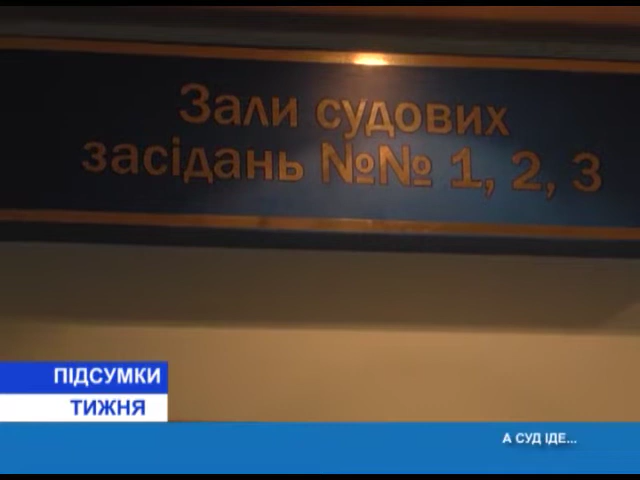 Зали судових
засідань №№ 1, 2, 3
ПІДСУМКИ
ТИЖНЯ
А СУД ІДЕ...